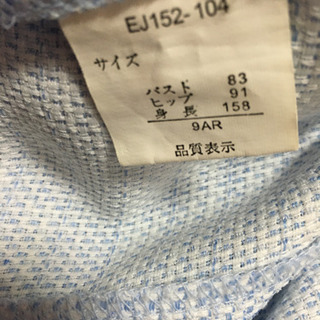 EJ152-104
サイズ
バスト 83
ヒップ 91
身長 158
9AR
品質表示